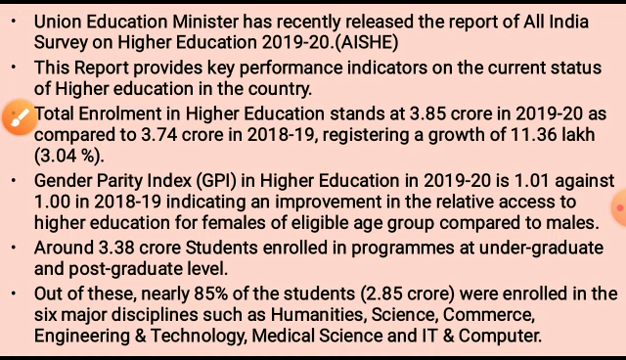 • Union Education Minister has recently released the report of All India
Survey on Higher Education 2019-20.(AISHE)
• This Report provides key performance indicators on the current status
of Higher education in the country.
Total Enrolment in Higher Education stands at 3.85 crore in 2019-20 as
compared to 3.74 crore in 2018-19, registering a growth of 11.36 lakh
(3.04 %).
• Gender Parity Index (GPI) in Higher Education in 2019-20 is 1.01 against
1.00 in 2018-19 indicating an improvement in the relative access to
higher education for females of eligible age group compared to males.
• Around 3.38 crore Students enrolled in programmes at under-graduate
and post-graduate level.
• Out of these, nearly 85% of the students (2.85 crore) were enrolled in the
six major disciplines such as Humanities, Science, Commerce,
Engineering & Technology, Medical Science and IT & Computer.